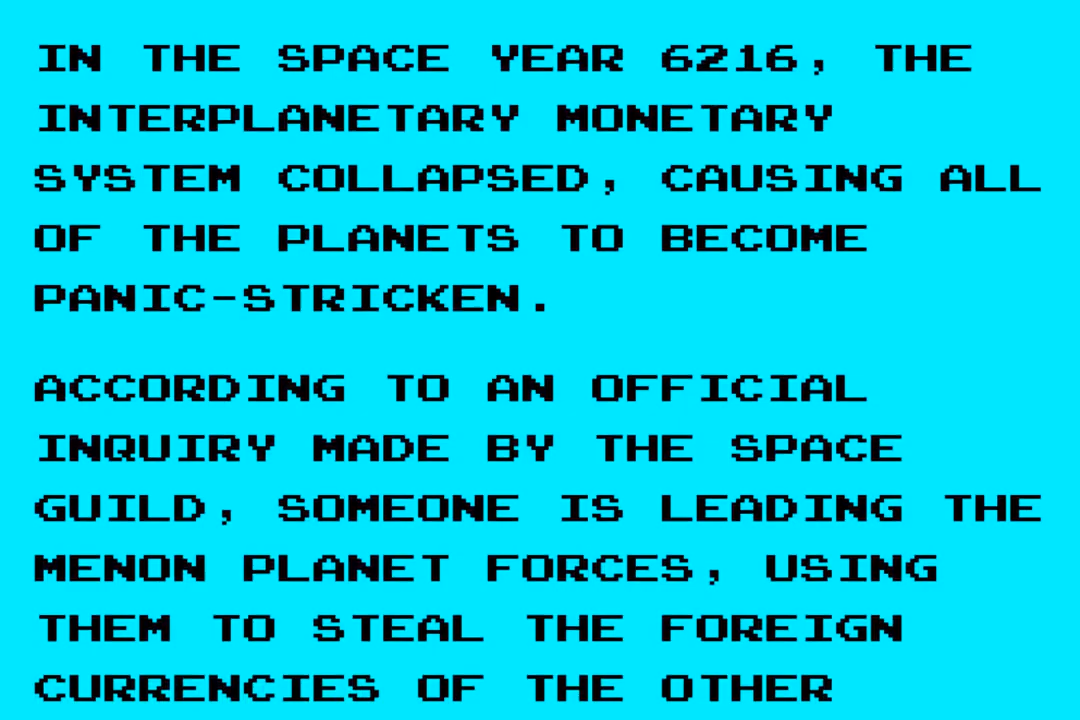 IN THE SPACE YEAR 6216, THE
INTERPLANETARY MONETARY
SYSTEM COLLAPSED, CAUSING ALL
OF THE PLANETS TO BECOME
PANIC-STRICKEN.
ACCORDING TO AN OFFICIAL
INQUIRY MADE BY THE SPACE
GUILD, SOMEONE IS LEADING THE
MENON PLANET FORCES, USING
THEM TO STEAL THE FOREIGN
CURRENCIES OF THE OTHER